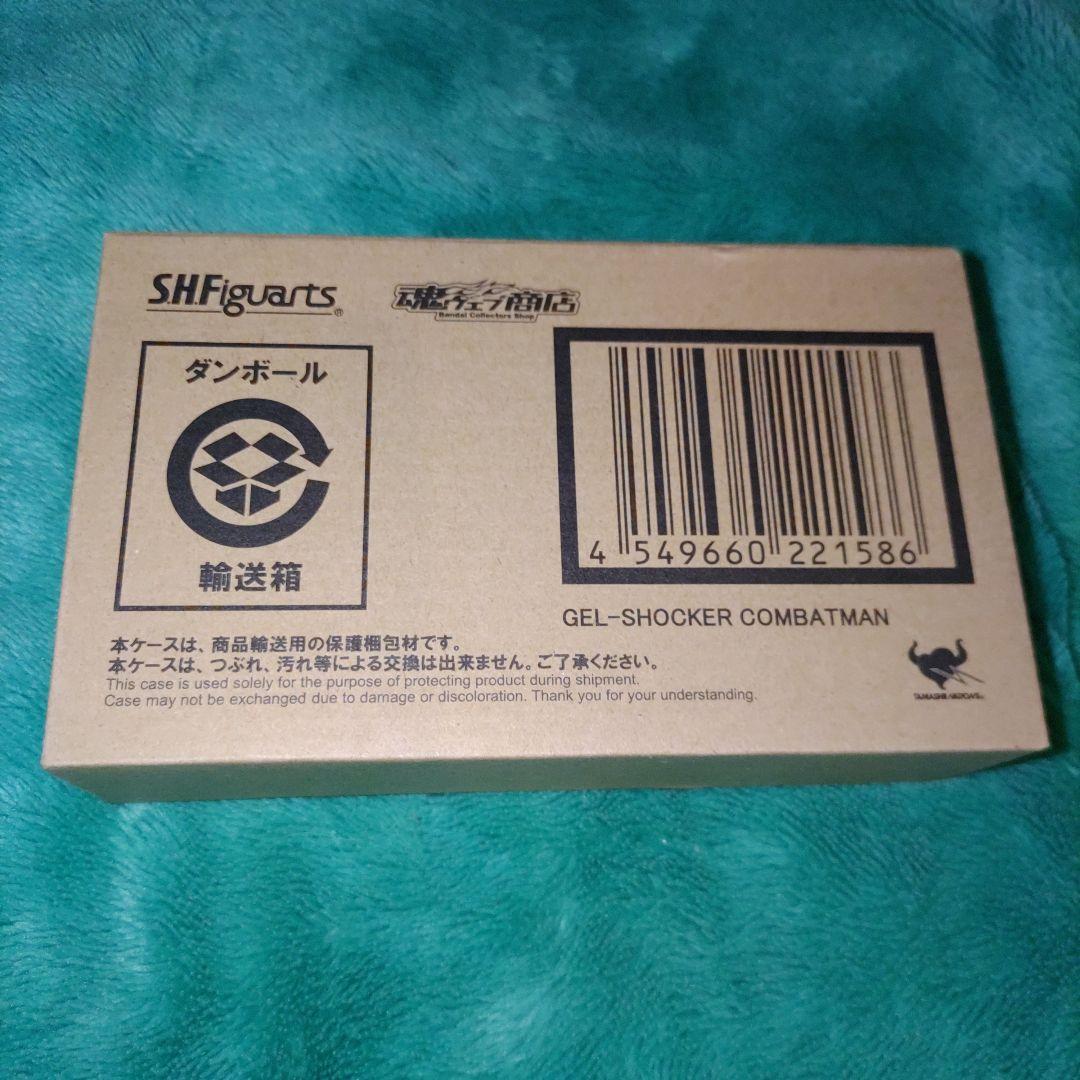 S.H.Figuarts®
魂ウェブ商店
Bandai Collectors Shop
ダンボール
輸送箱
4 549660 221586
GEL-SHOCKER COMBATMAN
本ケースは、商品輸送用の保護梱包材です。
本ケースは、つぶれ、汚れ等による交換は出来ません。ご了承ください。
This case is used solely for the purpose of protecting product during shipment.
Case may not be exchanged due to damage or discoloration. Thank you for your understanding.
TAMASHII NATIONS